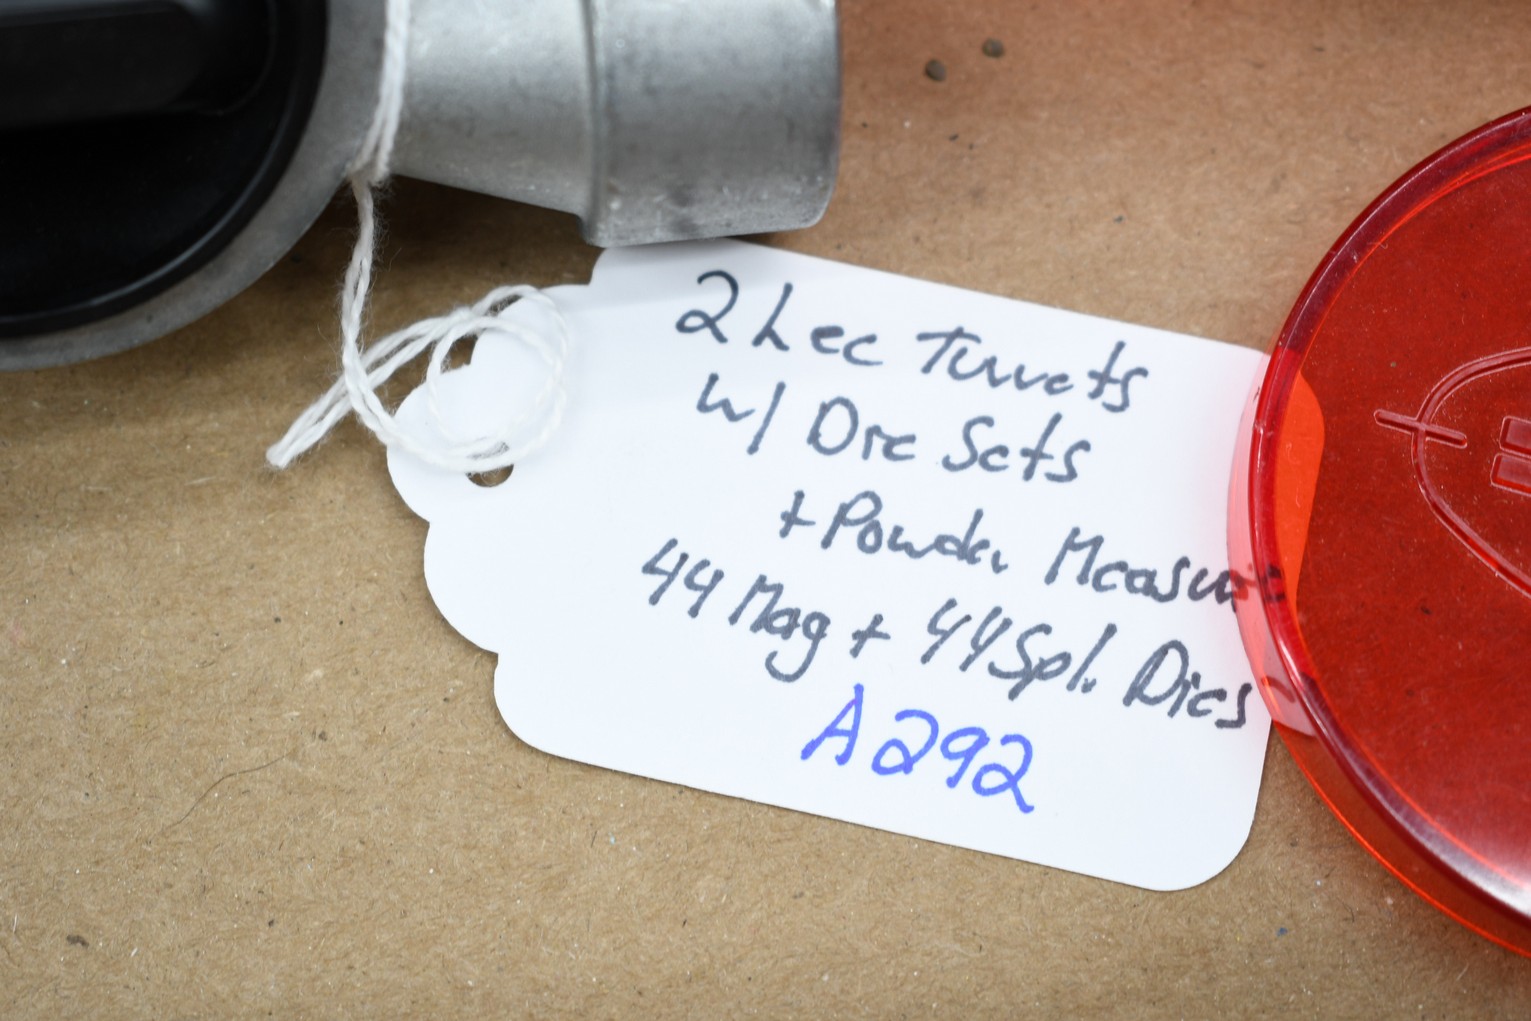 2 Lee Turrets
w/ Die Sets
+ Powder Measure
44 Mag + 44 Spl. Dies
A292